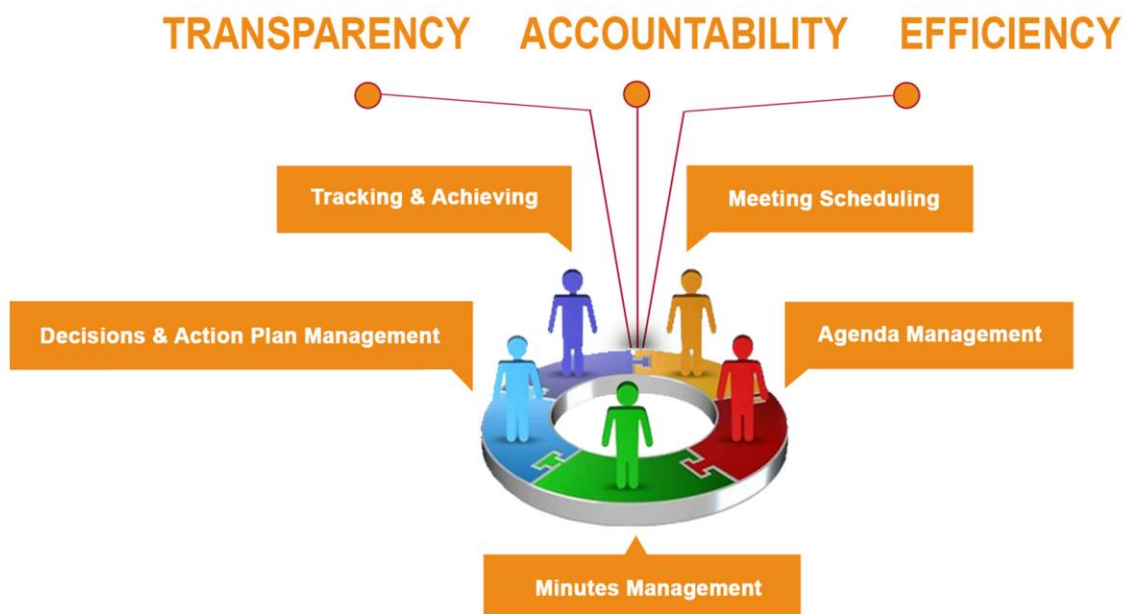 TRANSPARENCY ACCOUNTABILITY EFFICIENCY
Tracking & Achieving
Meeting Scheduling
Decisions & Action Plan Management
Agenda Management
Minutes Management